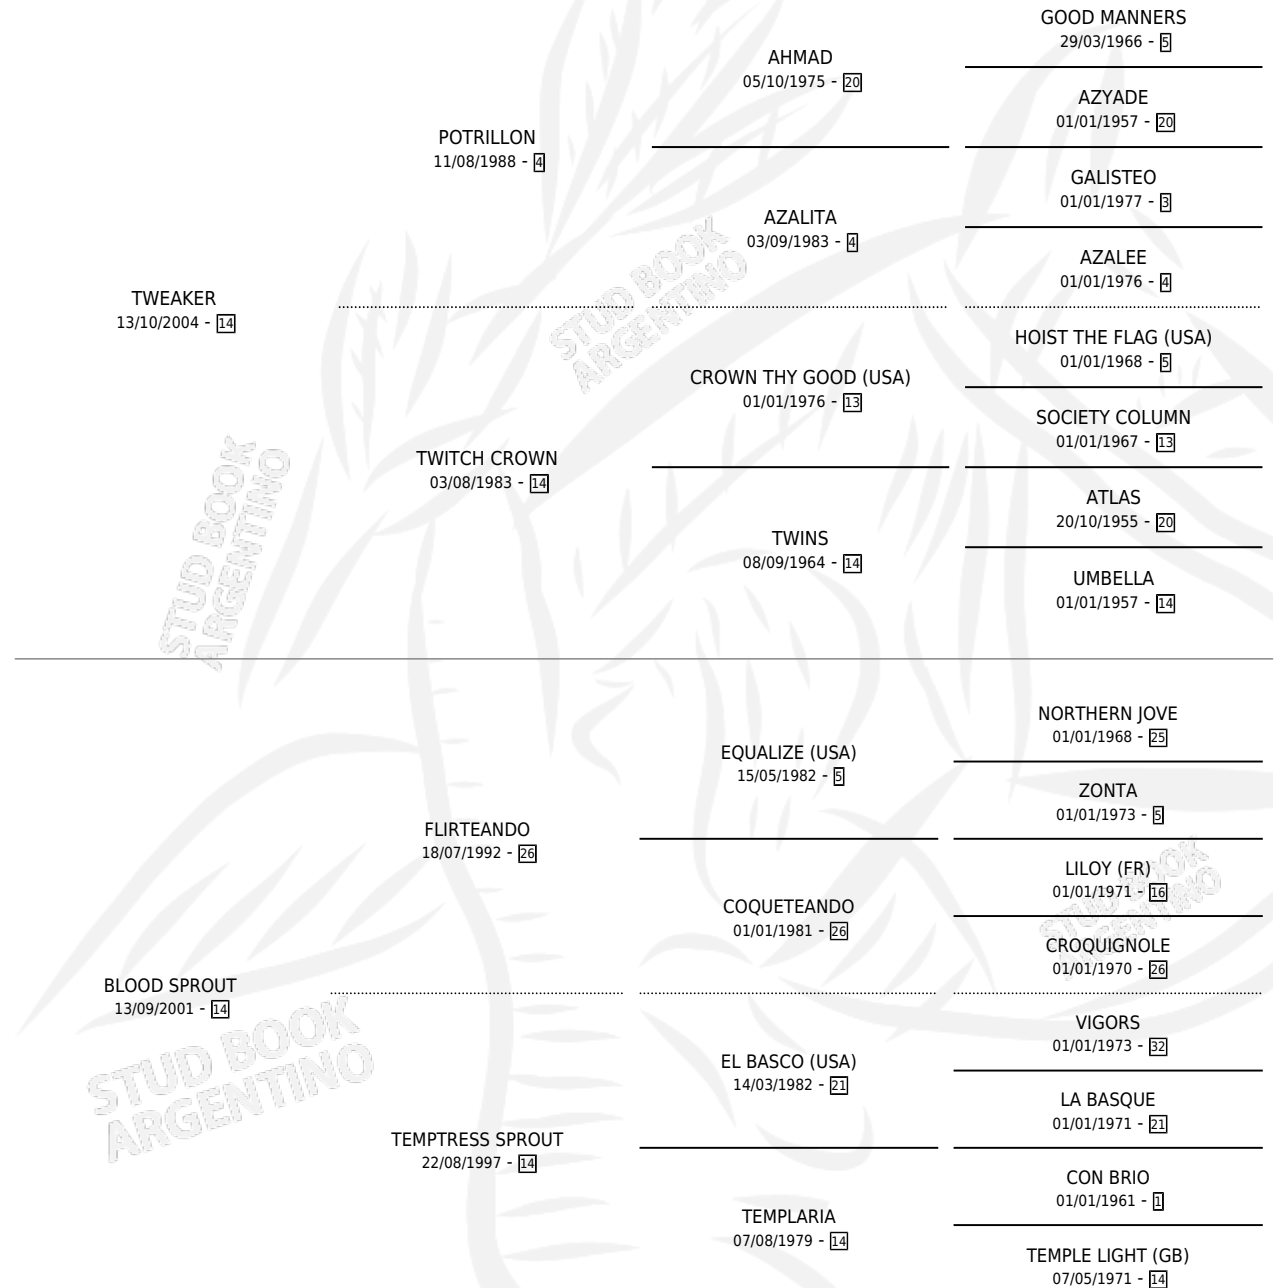 GOOD MANNERS
29/03/1966 - 5
AHMAD
05/10/1975 - 20
AZYADE
01/01/1957 - 20
POTRILLON
11/08/1988 - 4
GALISTEO
01/01/1977 - 3
AZALITA
03/09/1983 - 4
AZALEE
01/01/1976 - 4
TWEAKER
13/10/2004 - 14
STUD BOOK
ARGENTINO
HOIST THE FLAG (USA)
01/01/1968 - 5
CROWN THY GOOD (USA)
01/01/1976 - 13
SOCIETY COLUMN
01/01/1967 - 13
TWITCH CROWN
03/08/1983 - 14
STUD BOOK
ARGENTINO
ATLAS
20/10/1955 - 20
TWINS
08/09/1964 - 14
UMBELLA
01/01/1957 - 14
NORTHERN JOVE
01/01/1968 - 25
EQUALIZE (USA)
15/05/1982 - 5
ZONTA
01/01/1973 - 5
FLIRTEANDO
18/07/1992 - 26
LILOY (FR)
01/01/1971 - 16
STUD BOOK
ARGENTINO
COQUETEANDO
01/01/1981 - 26
CROQUIGNOLE
01/01/1970 - 26
BLOOD SPROUT
13/09/2001 - 14
STUD BOOK
ARGENTINO
VIGORS
01/01/1973 - 32
EL BASCO (USA)
14/03/1982 - 21
LA BASQUE
01/01/1971 - 21
TEMPTRESS SPROUT
22/08/1997 - 14
CON BRIO
01/01/1961 - 1
TEMPLARIA
07/08/1979 - 14
TEMPLE LIGHT (GB)
07/05/1971 - 14